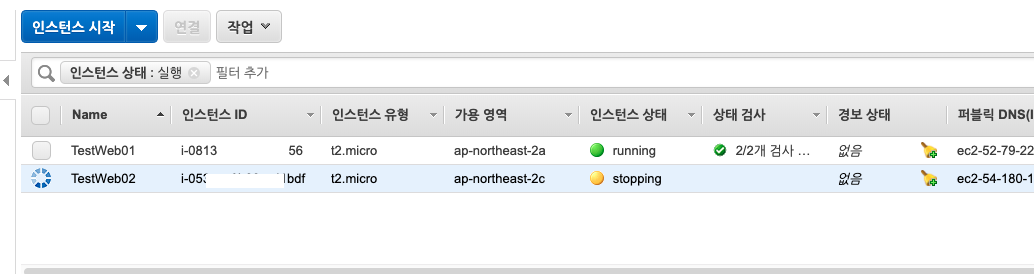 인스턴스 시작 연결 작업
인스턴스 상태 : 실행 필터 추가
Name 인스턴스 ID 인스턴스 유형 가용 영역 인스턴스 상태 상태 검사 경보 상태 퍼블릭 DNS(I
TestWeb01 i-0813 56 t2.micro ap-northeast-2a running 2/2개 검사 ... 없음 ec2-52-79-22
TestWeb02 i-053 bdf t2.micro ap-northeast-2c stopping 없음 ec2-54-180-1